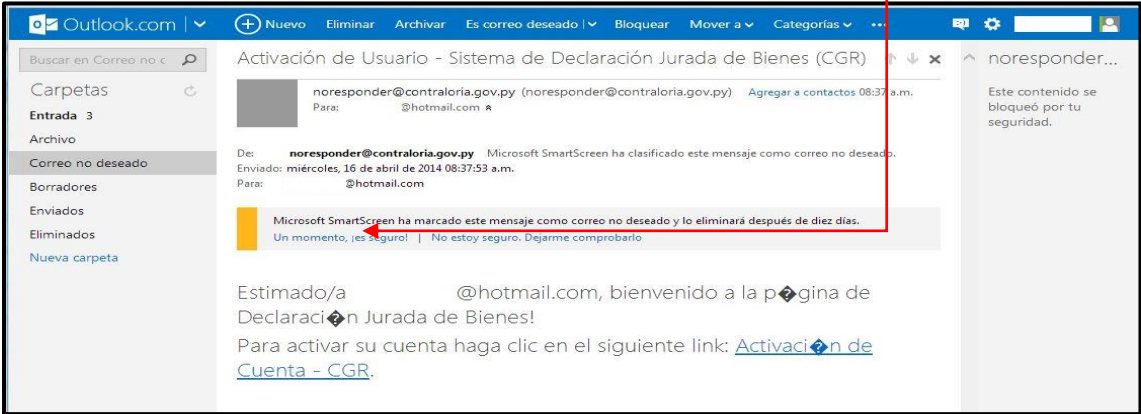 Outlook.com
Nuevo Eliminar Archivar Es correo deseado Bloquear Mover a Categorías ...
Buscar en Correo no c
Activación de Usuario - Sistema de Declaración Jurada de Bienes (CGR)
noresponder...
Carpetas
Entrada 3
Archivo
Correo no deseado
Borradores
Enviados
Eliminados
Nueva carpeta
noresponder@contraloria.gov.py (noresponder@contraloria.gov.py) Agregar a contactos 08:37 a.m.
Para: @hotmail.com
De: noresponder@contraloria.gov.py Microsoft SmartScreen ha clasificado este mensaje como correo no deseado.
Enviado: miércoles, 16 de abril de 2014 08:37:53 a.m.
Para: @hotmail.com
Microsoft SmartScreen ha marcado este mensaje como correo no deseado y lo eliminará después de diez días.
Un momento, ¡es seguro! | No estoy seguro. Dejarme comprobarlo
Estimado/a @hotmail.com, bienvenido a la p�gina de
Declaraci�n Jurada de Bienes!
Para activar su cuenta haga clic en el siguiente link: Activaci�n de
Cuenta - CGR.
Este contenido se
bloqueó por tu
seguridad.